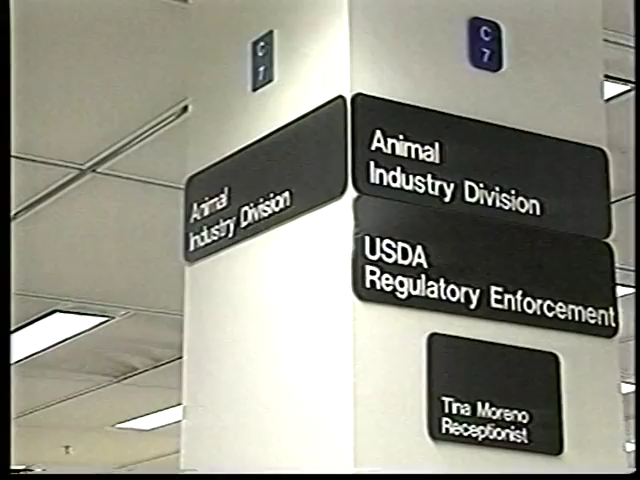 C
7
C
7
Animal
Industry Division
Animal
Industry Division
USDA
Regulatory Enforcement
Tina Moreno
Receptionist